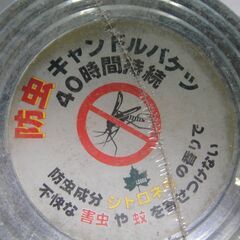 防虫
キャンドルバケツ
40時間持続
防虫成分シトロネラの香りで
不快な害虫や蚊を寄せつけない